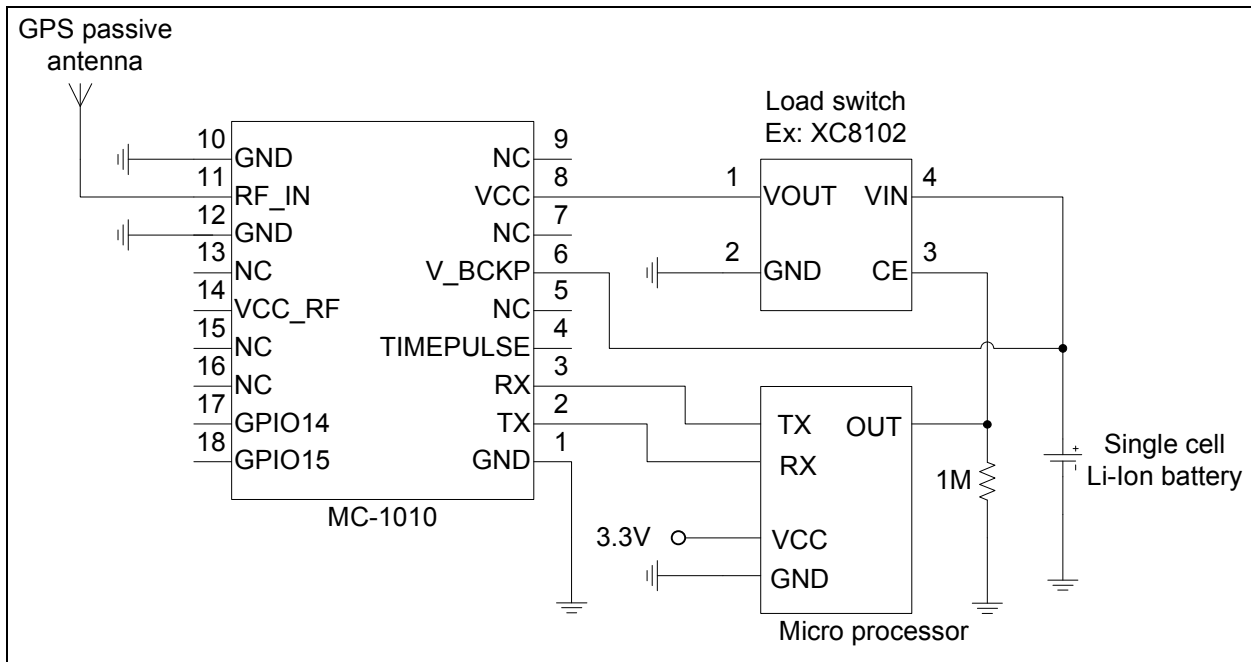 GPS passive
antenna
10
GND
11
RF_IN
12
GND
13
NC
14
VCC_RF
15
NC
16
NC
17
GPIO14
18
GPIO15
9
NC
8
VCC
7
NC
6
V_BCKP
5
NC
4
TIMEPULSE
3
RX
2
TX
1
GND
MC-1010
Load switch
Ex: XC8102
1
VOUT
VIN
4
2
GND
CE
3
TX
OUT
RX
3.3V
VCC
GND
Micro processor
1M
+
-
Single cell
Li-Ion battery